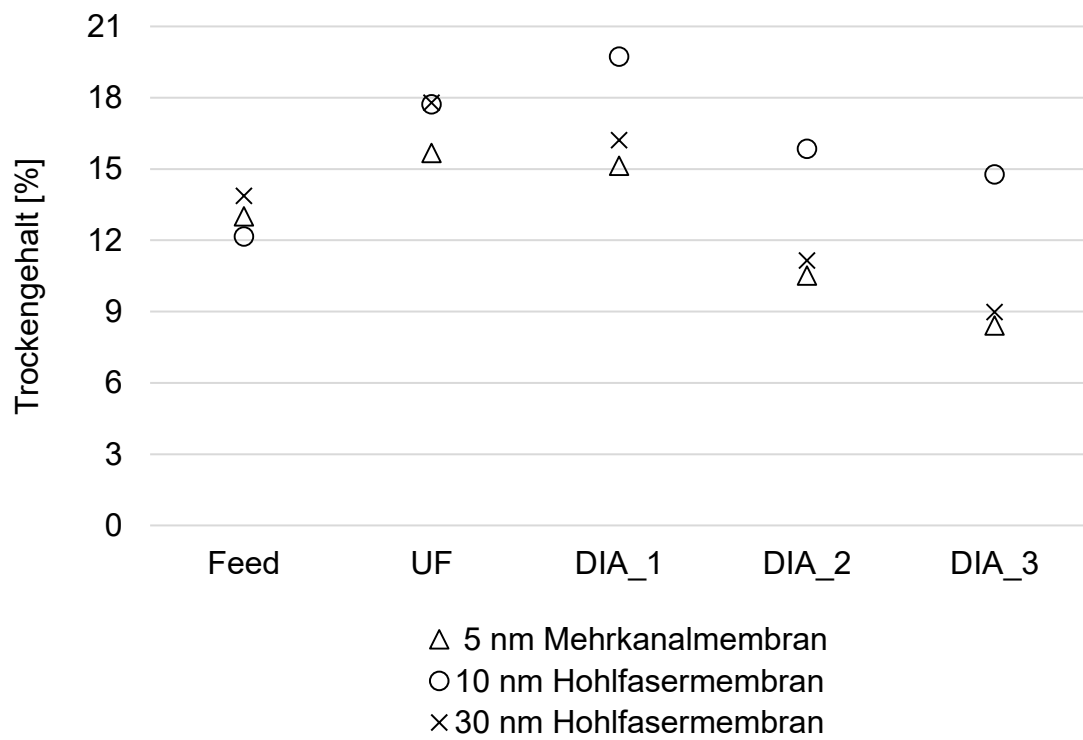 21
18
15
12
9
6
3
0
Trockengehalt [%]
Feed UF DIA_1 DIA_2 DIA_3
5 nm Mehrkanalmembran
10 nm Hohlfasermembran
30 nm Hohlfasermembran